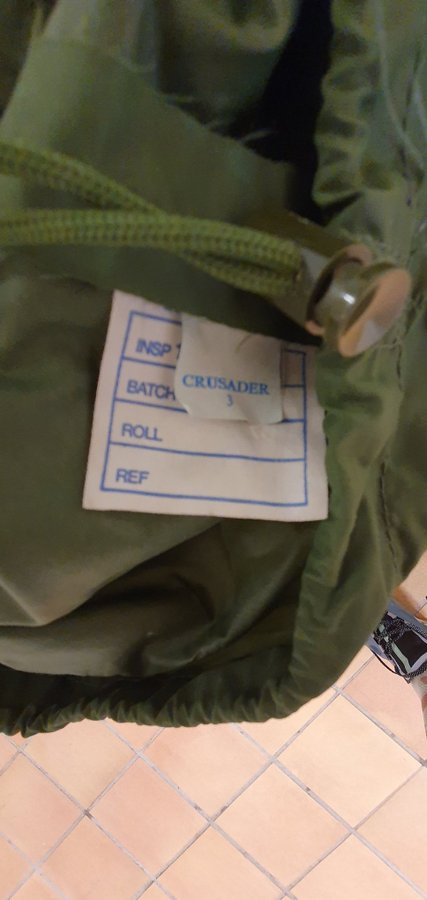 INSP
BATCH
CRUSADER
3
ROLL
REF